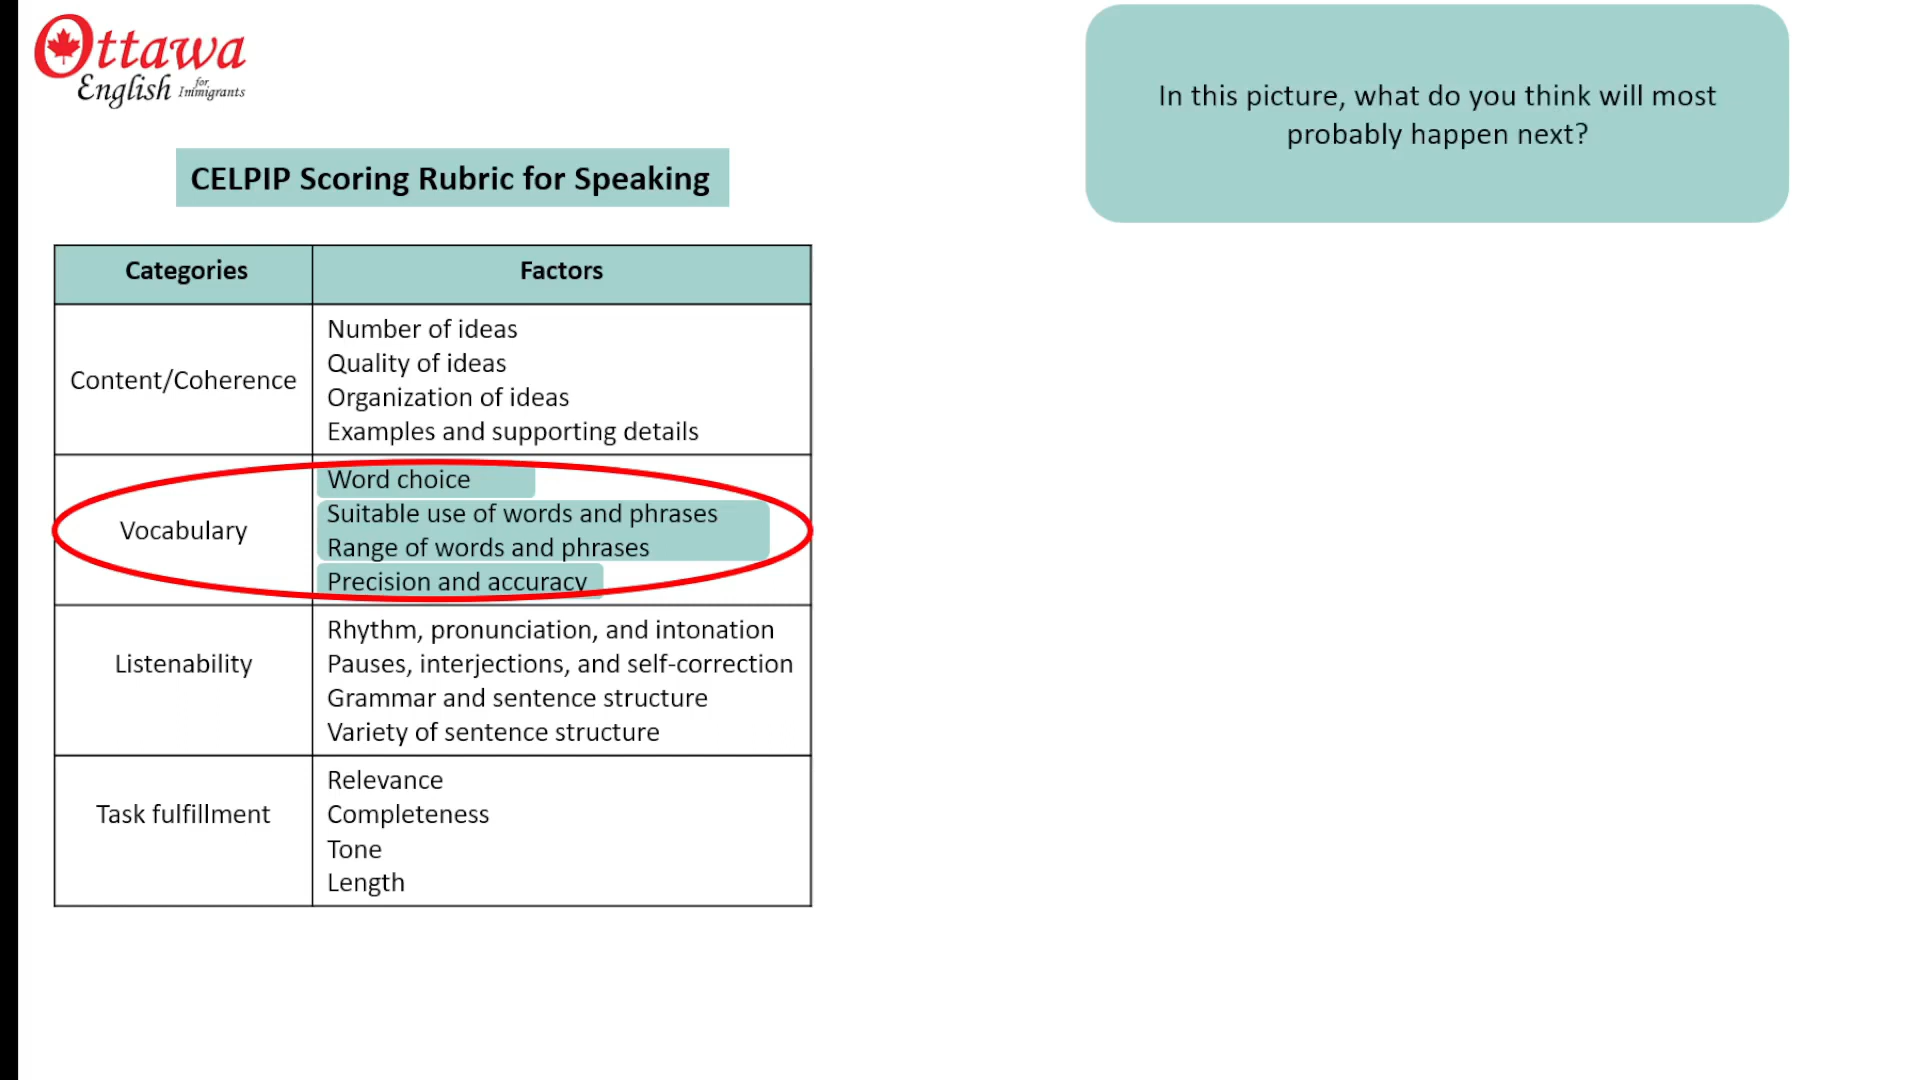 Ottawa
English for Immigrants
In this picture, what do you think will most
probably happen next?
CELPIP Scoring Rubric for Speaking
Categories
Factors
Content/Coherence
Number of ideas
Quality of ideas
Organization of ideas
Examples and supporting details
Vocabulary
Word choice
Suitable use of words and phrases
Range of words and phrases
Precision and accuracy
Listenability
Rhythm, pronunciation, and intonation
Pauses, interjections, and self-correction
Grammar and sentence structure
Variety of sentence structure
Task fulfillment
Relevance
Completeness
Tone
Length